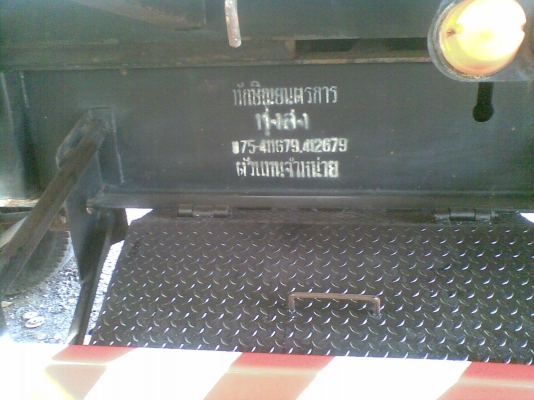 ทักษิณยนตรการ
ทุ่งสง
075-411679,412679
ตัวแทนจำหน่าย